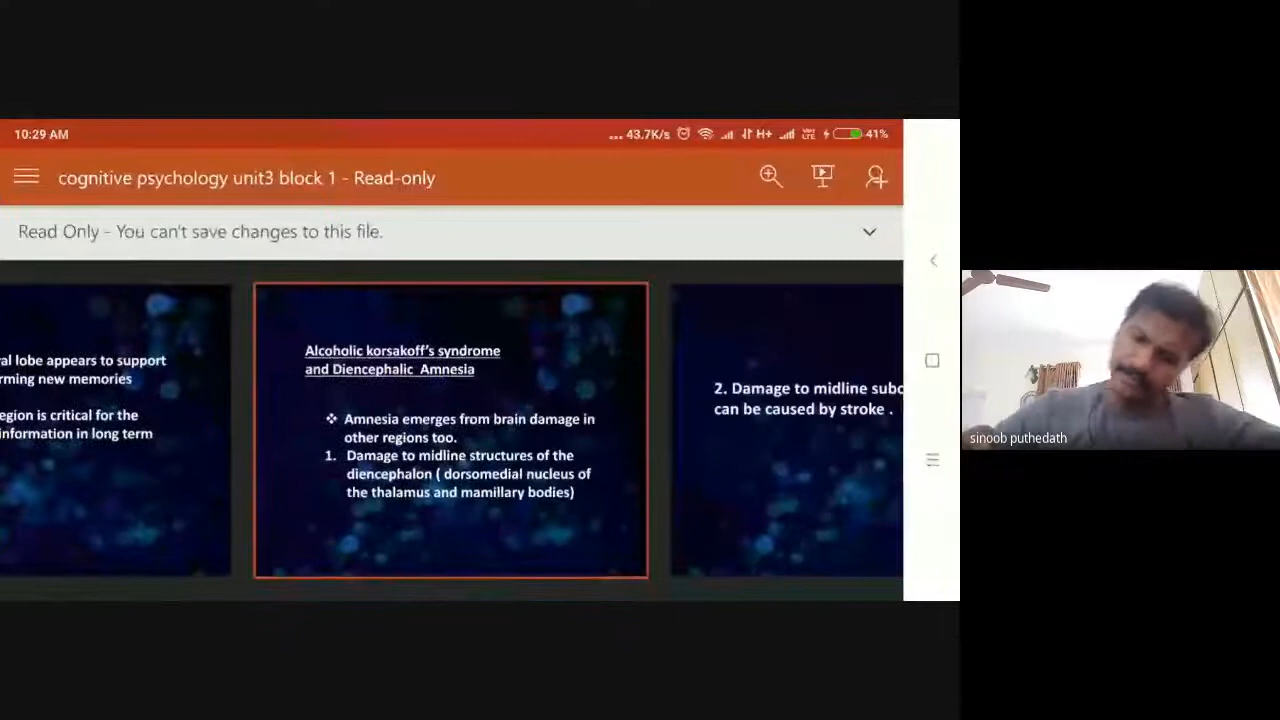 10:29 AM
... 43.7K/s H+ VoLTE 41%
cognitive psychology unit3 block 1 - Read-only
Read Only - You can't save changes to this file.
al lobe appears to support
rming new memories
egion is critical for the
information in long term
Alcoholic korsakoff's syndrome
and Diencephalic Amnesia
❖ Amnesia emerges from brain damage in
other regions too.
1. Damage to midline structures of the
diencephalon ( dorsomedial nucleus of
the thalamus and mamillary bodies)
2. Damage to midline subc
can be caused by stroke .
sinoob puthedath